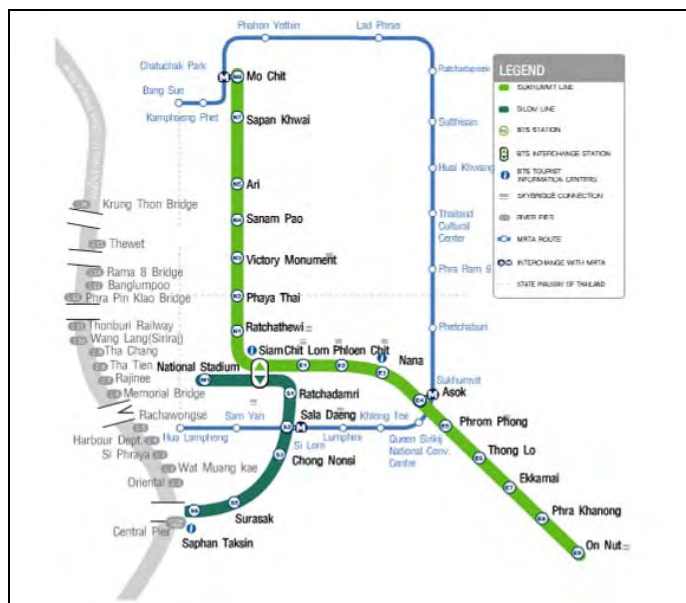 Phahon Yothin
Lad Phrao
Chatuchak Park
Mo Chit
Bang Sue
Kamphaeng Phet
Ratchadapisek
Sapan Khwai
Sutthisan
Ari
Huai Khwang
Krung Thon Bridge
Sanam Pao
Thailand
Cultural
Center
Thewet
Victory Monument
Rama 8 Bridge
Phra Ram 9
Banglumpoo
Phra Pin Klao Bridge
Phaya Thai
Thonburi Railway
Ratchathewi
Phetchaburi
Wang Lang(Siriraj)
Tha Chang
Siam
Chit Lom
Phloen Chit
Tha Tien
National Stadium
Nana
Rajinee
Sukhumvit
Memorial Bridge
Ratchadamri
Asok
Rachawongse
Sala Daeng
Sam Yan
Khlong Toe
Hua Lamphong
Lumphini
Phrom Phong
Harbour Dept.
Si Lom
Queen Sirikij
National Conv.
Centre
Si Phraya
Chong Nonsi
Thong Lo
Wat Muang kae
Ekkamai
Oriental
Surasak
Phra Khanong
Central Pier
Saphan Taksin
On Nut
LEGEND
SUKHUMVIT LINE
SILOM LINE
BTS STATION
BTS INTERCHANGE STATION
BTS TOURIST
INFORMATION CENTERS
SKYBRIDGE CONNECTION
RIVER PIER
MRTA ROUTE
INTERCHANGE WITH MRTA
STATE RAILWAY OF THAILAND